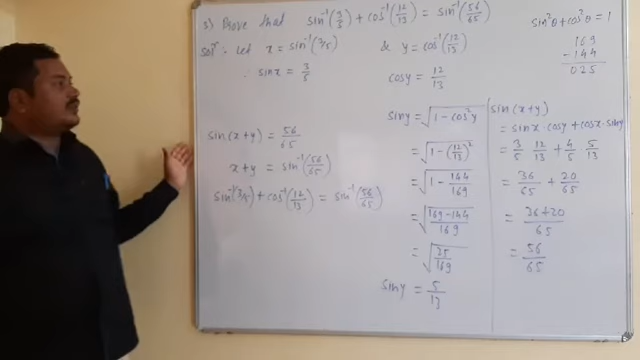 3) Prove that sin⁻¹(3/5) + cos⁻¹(12/13) = sin⁻¹(56/65)
Solⁿ:- Let x = sin⁻¹(3/5) & y = cos⁻¹(12/13)
∴ sinx = 3/5
cosy = 12/13
sin(x+y) = 56/65
x+y = sin⁻¹(56/65)
sin⁻¹(3/5) + cos⁻¹(12/13) = sin⁻¹(56/65)
siny = √(1 - cos²y)
= √(1 - (12/13)²)
= √(1 - 144/169)
= √((169-144)/169)
= √(25/169)
siny = 5/13
sin²θ + cos²θ = 1
169
- 144
025
sin(x+y)
= sinx · cosy + cosx · siny
= 3/5 12/13 + 4/5 5/13
= 36/65 + 20/65
= (36+20)/65
= 56/65